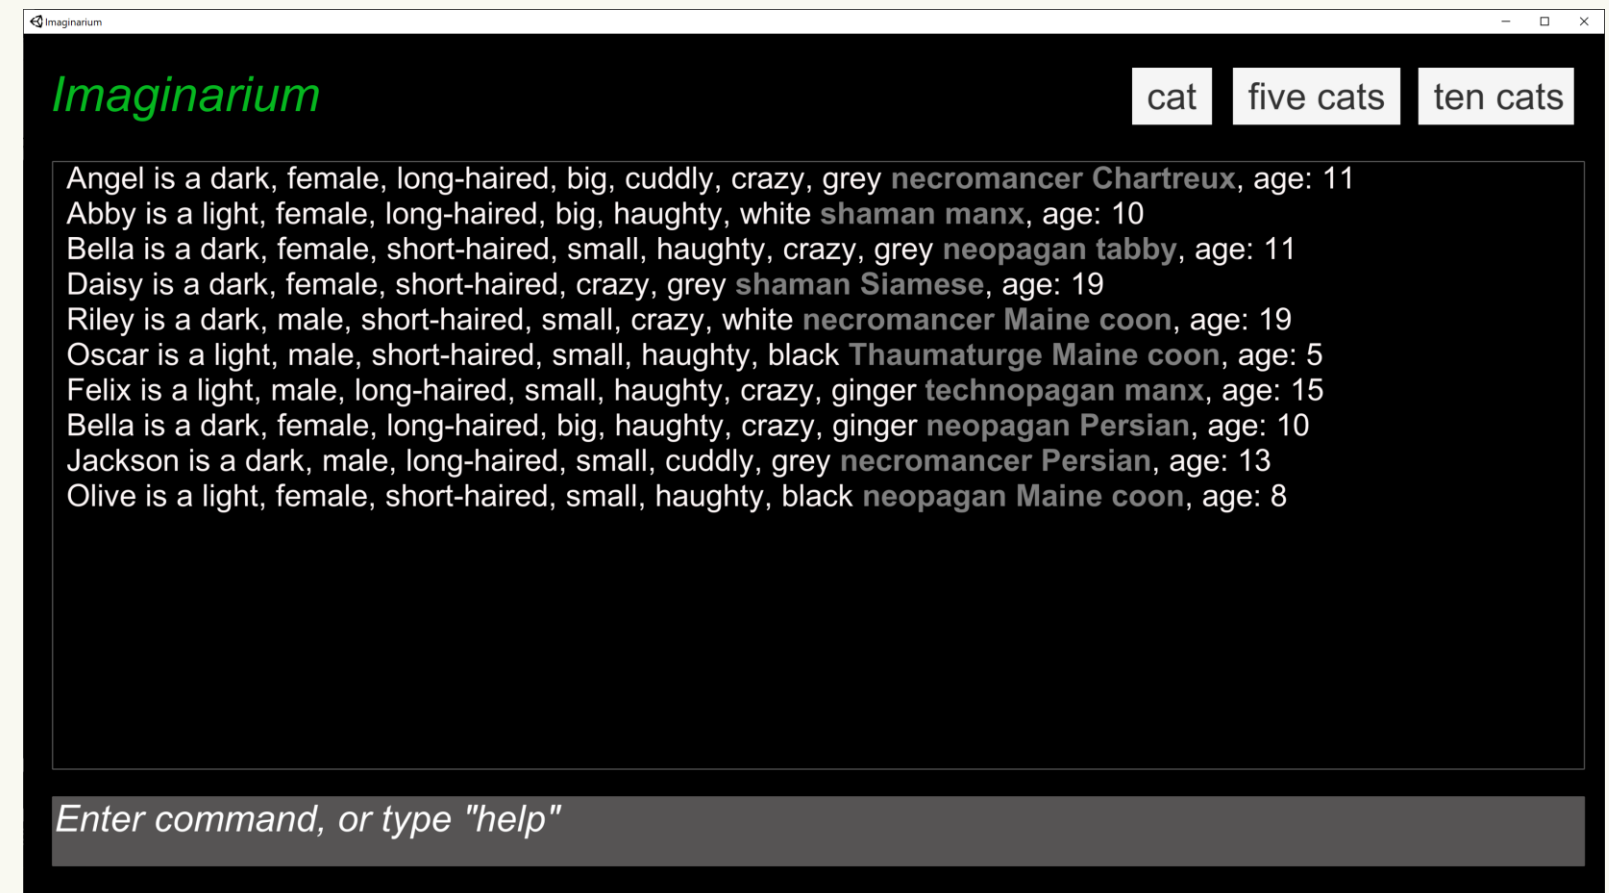 Imaginarium
Imaginarium
cat
five cats
ten cats
Angel is a dark, female, long-haired, big, cuddly, crazy, grey necromancer Chartreux, age: 11
Abby is a light, female, long-haired, big, haughty, white shaman manx, age: 10
Bella is a dark, female, short-haired, small, haughty, crazy, grey neopagan tabby, age: 11
Daisy is a dark, female, short-haired, crazy, grey shaman Siamese, age: 19
Riley is a dark, male, short-haired, small, crazy, white necromancer Maine coon, age: 19
Oscar is a light, male, short-haired, small, haughty, black Thaumaturge Maine coon, age: 5
Felix is a light, male, long-haired, small, haughty, crazy, ginger technopagan manx, age: 15
Bella is a dark, female, long-haired, big, haughty, crazy, ginger neopagan Persian, age: 10
Jackson is a dark, male, long-haired, small, cuddly, grey necromancer Persian, age: 13
Olive is a light, female, short-haired, small, haughty, black neopagan Maine coon, age: 8
Enter command, or type "help"